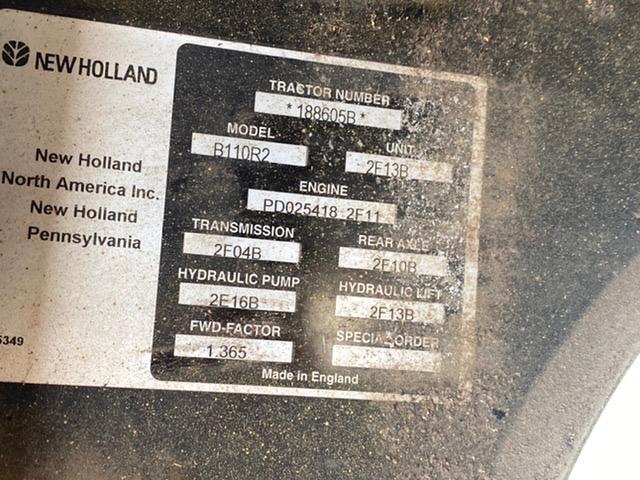 NEW HOLLAND
New Holland
North America Inc.
New Holland
Pennsylvania
5349
TRACTOR NUMBER
*188605B*
MODEL
B110R2
UNIT
2F13B
ENGINE
PD025418 2F11
TRANSMISSION
2F04B
REAR AXLE
2F10B
HYDRAULIC PUMP
2F16B
HYDRAULIC LIFT
2F13B
FWD-FACTOR
1.365
SPECIAL ORDER
Made in England